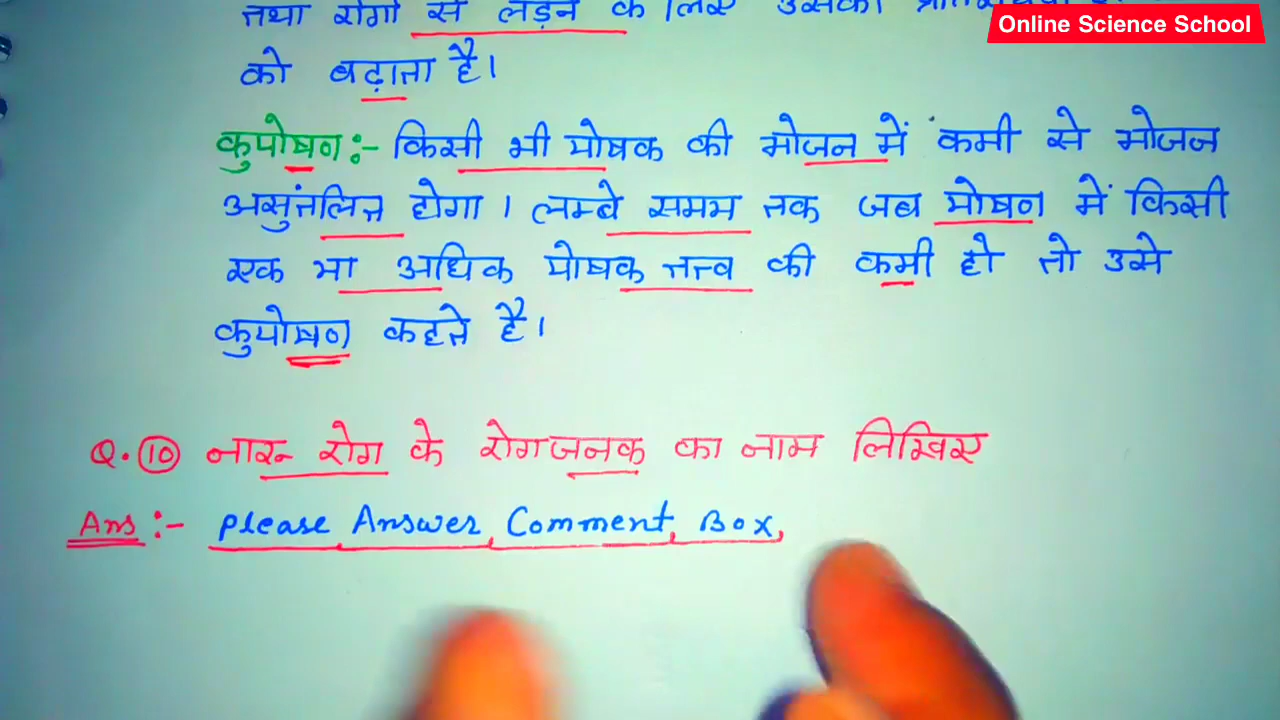 तथा रोगों से लड़ने के लिए उसकी
Online Science School
को बढ़ाता है।
कुपोषण:- किसी भी पोषक की भोजन में कमी से भोजन
असुंतलित होगा। लम्बे समय तक जब पोषण में किसी
एक या अधिक पोषक तत्त्व की कमी हो तो उसे
कुपोषण कहते है।
Q.⑩ नारू रोग के रोगजनक का नाम लिखिए
Ans:- Please Answer Comment Box,